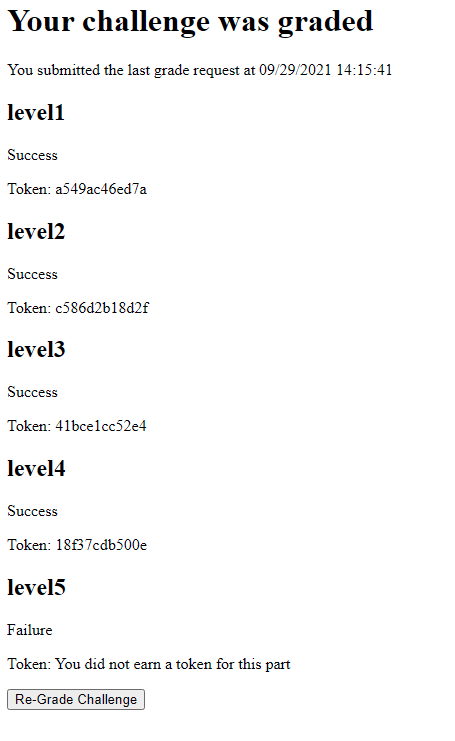 Your challenge was graded
You submitted the last grade request at 09/29/2021 14:15:41
level1
Success
Token: a549ac46ed7a
level2
Success
Token: c586d2b18d2f
level3
Success
Token: 41bce1cc52e4
level4
Success
Token: 18f37cdb500e
level5
Failure
Token: You did not earn a token for this part
Re-Grade Challenge